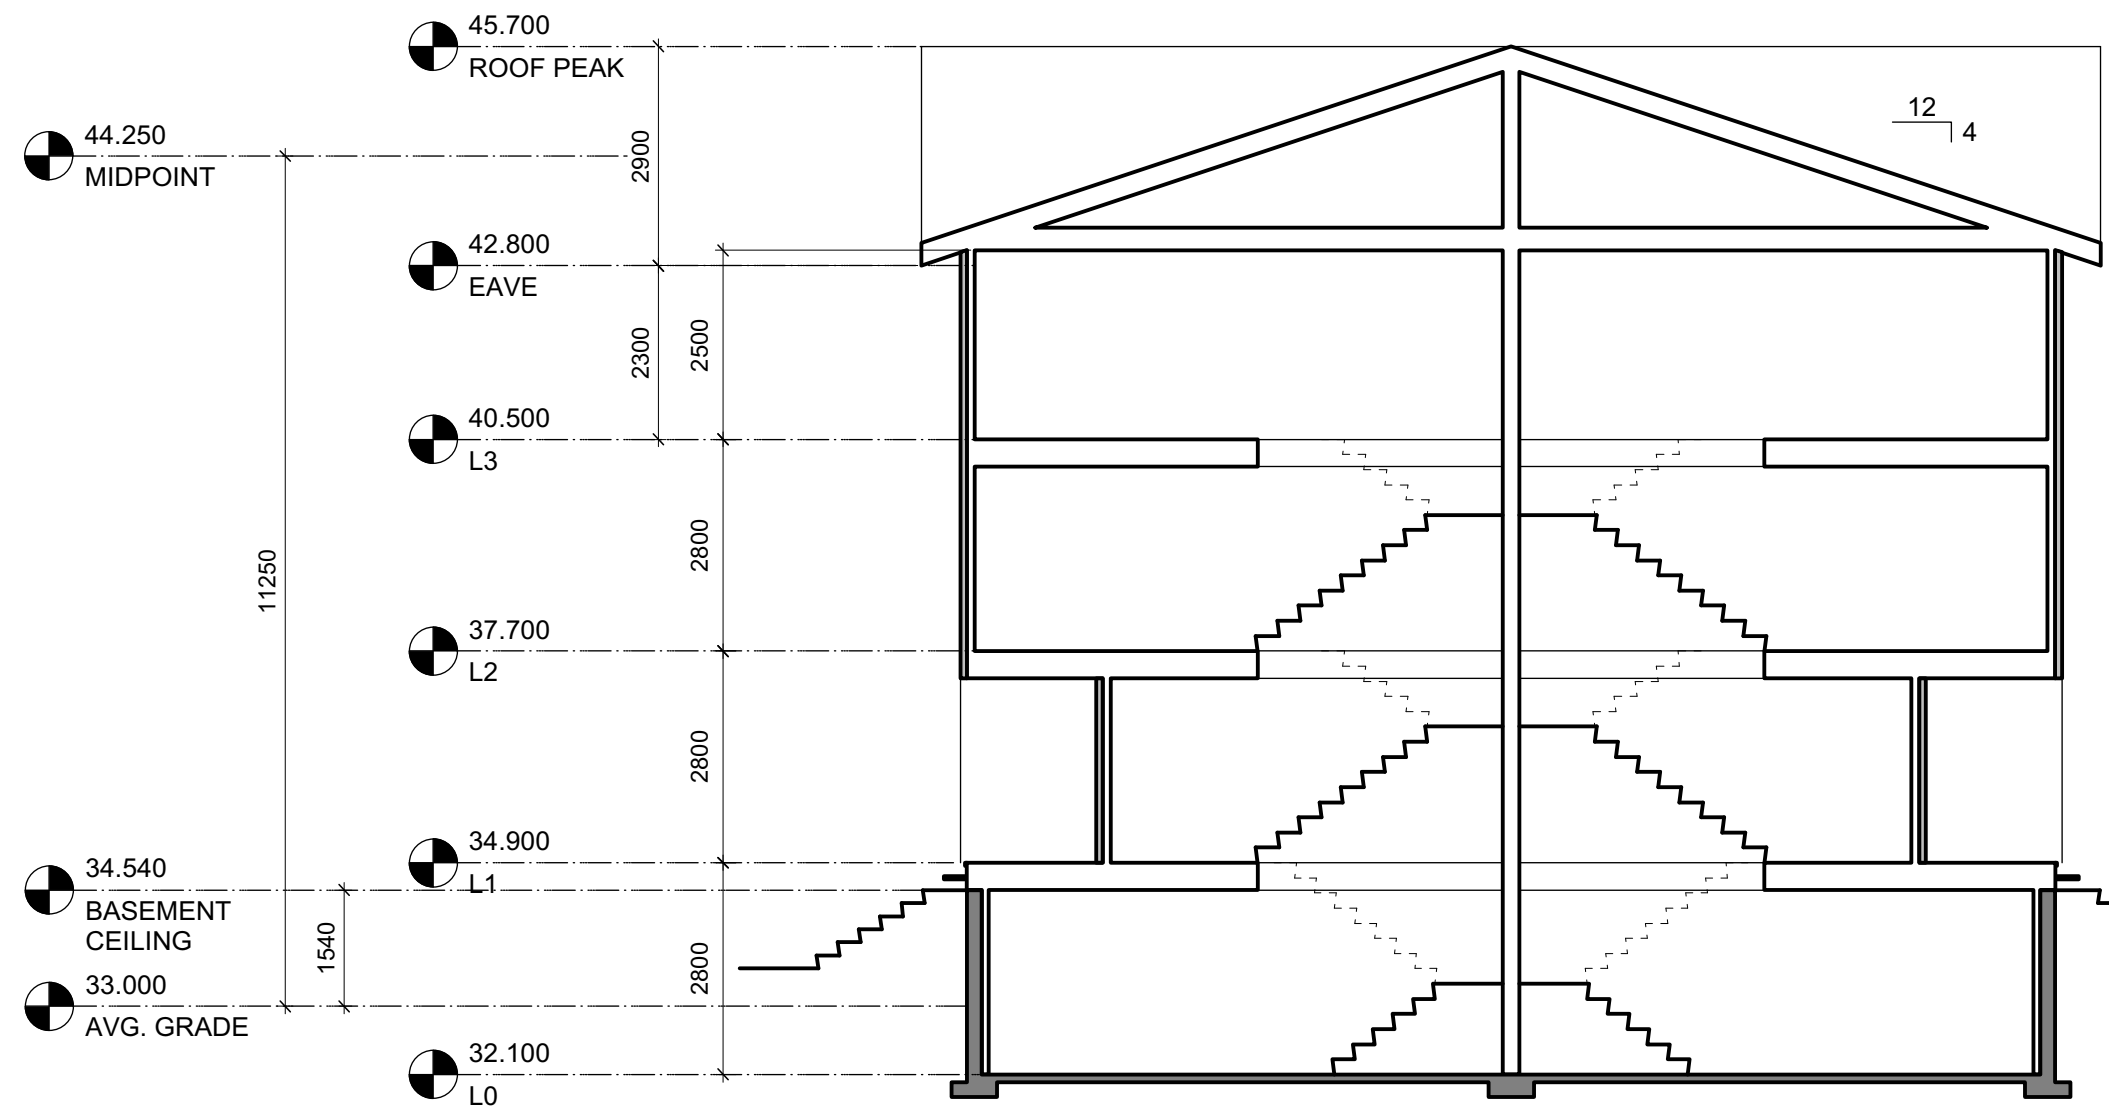 45.700
ROOF PEAK
12
4
44.250
MIDPOINT
2900
42.800
EAVE
2300
2500
40.500
L3
2800
11250
37.700
L2
2800
34.900
L1
34.540
BASEMENT
CEILING
1540
2800
33.000
AVG. GRADE
32.100
L0